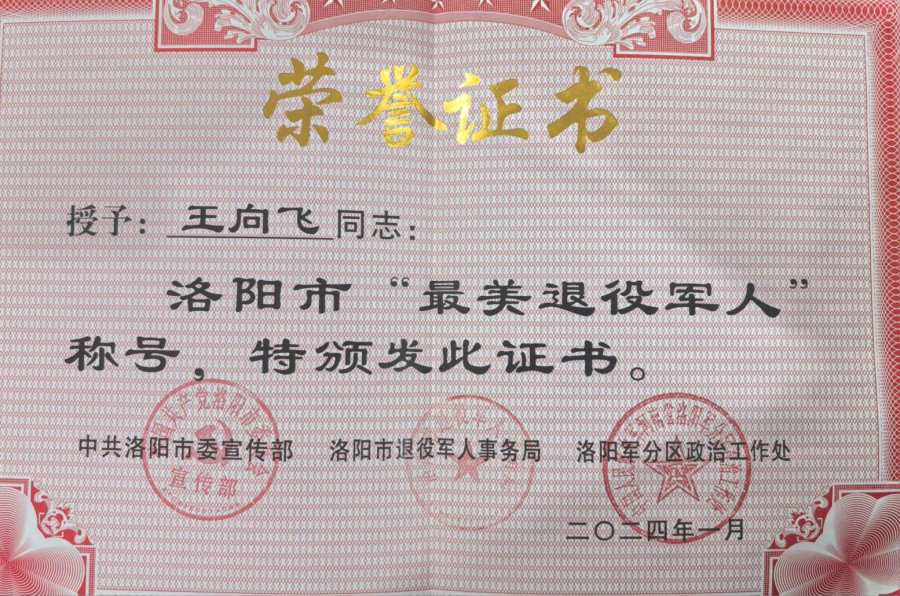 荣誉证书
授予：王向飞同志：
洛阳市“最美退役军人”
称号，特颁发此证书。
中共洛阳市委宣传部 洛阳市退役军人事务局 洛阳军分区政治工作处
宣传部
二〇二四年一月